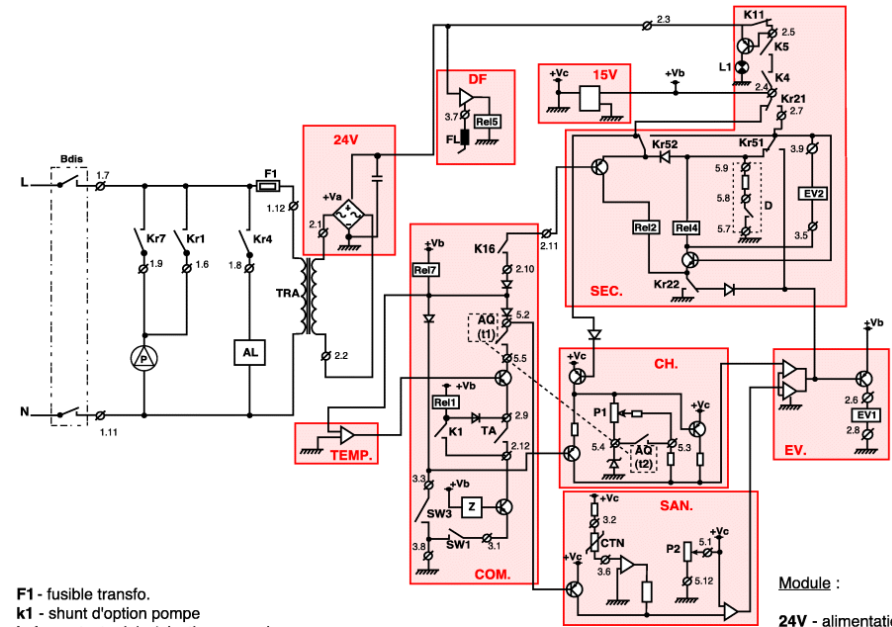 K11
2.3
2.5
K5
L1
K4
2.4
Kr21
2.7
+Vc
15V
+Vb
DF
3.7
Rel5
FL
24V
+Va
2.1
Bdis
L
1.7
F1
1.12
Kr7
Kr1
Kr4
1.9
1.6
1.8
TRA
P
AL
2.2
N
1.11
Kr52
Kr51
3.9
5.9
5.8
D
EV2
5.7
3.5
Rel2
Rel4
Kr22
SEC.
2.11
K16
+Vb
Rel7
2.10
AQ
(t1)
5.2
5.5
+Vb
Rel1
2.9
K1
TA
2.12
TEMP.
3.3
+Vb
Z
SW3
SW1
3.8
3.1
COM.
CH.
+Vc
P1
+Vc
5.4
5.3
AQ
(t2)
+Vb
2.6
EV1
2.8
EV.
SAN.
+Vc
3.2
CTN
+Vc
3.6
+Vc
P2
5.1
5.12
F1 - fusible transfo.
k1 - shunt d'option pompe
Module :
24V - alimentati